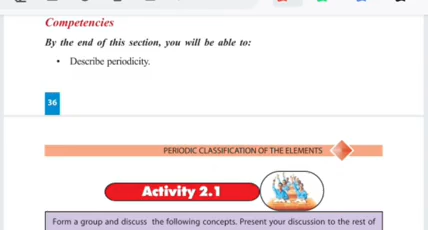 Competencies
By the end of this section, you will be able to:
• Describe periodicity.
36
PERIODIC CLASSIFICATION OF THE ELEMENTS
Activity 2.1
Form a group and discuss the following concepts. Present your discussion to the rest of